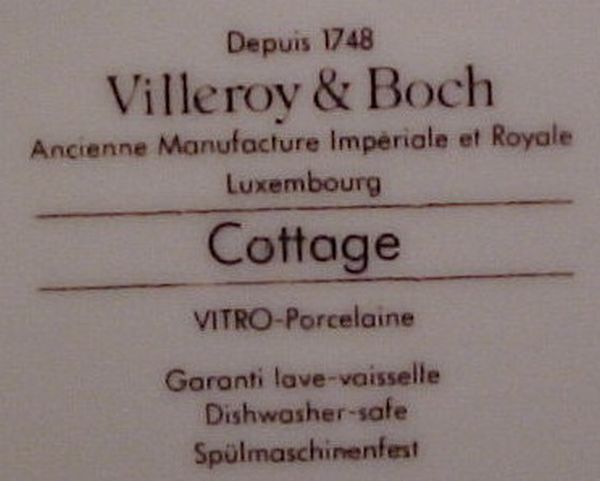 Depuis 1748
Villeroy & Boch
Ancienne Manufacture Impériale et Royale
Luxembourg
Cottage
VITRO-Porcelaine
Garanti lave-vaisselle
Dishwasher-safe
Spülmaschinenfest